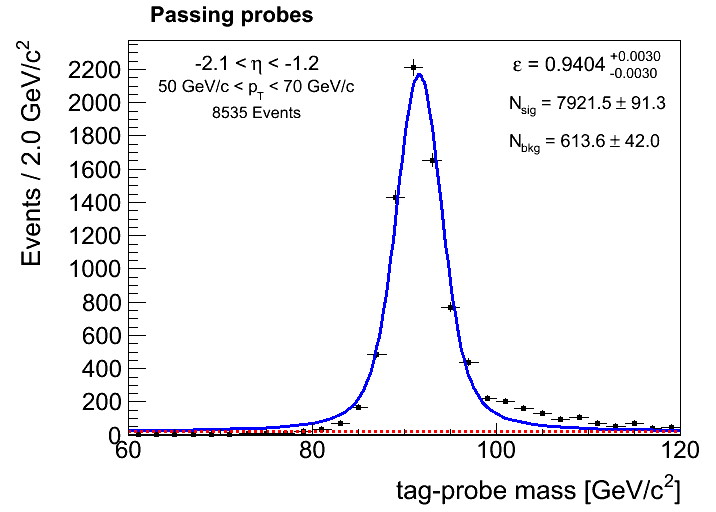 Passing probes
-2.1 < η < -1.2
50 GeV/c < p_T < 70 GeV/c
8535 Events
ε = 0.9404 +0.0030 -0.0030
N_sig = 7921.5 ± 91.3
N_bkg = 613.6 ± 42.0
Events / 2.0 GeV/c²
2200
2000
1800
1600
1400
1200
1000
800
600
400
200
0
60 80 100 120
tag-probe mass [GeV/c²]